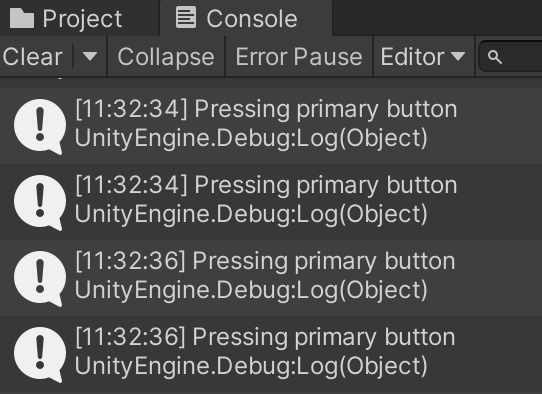 Project Console
Clear Collapse Error Pause Editor
[11:32:34] Pressing primary button
UnityEngine.Debug:Log(Object)
[11:32:34] Pressing primary button
UnityEngine.Debug:Log(Object)
[11:32:36] Pressing primary button
UnityEngine.Debug:Log(Object)
[11:32:36] Pressing primary button
UnityEngine.Debug:Log(Object)